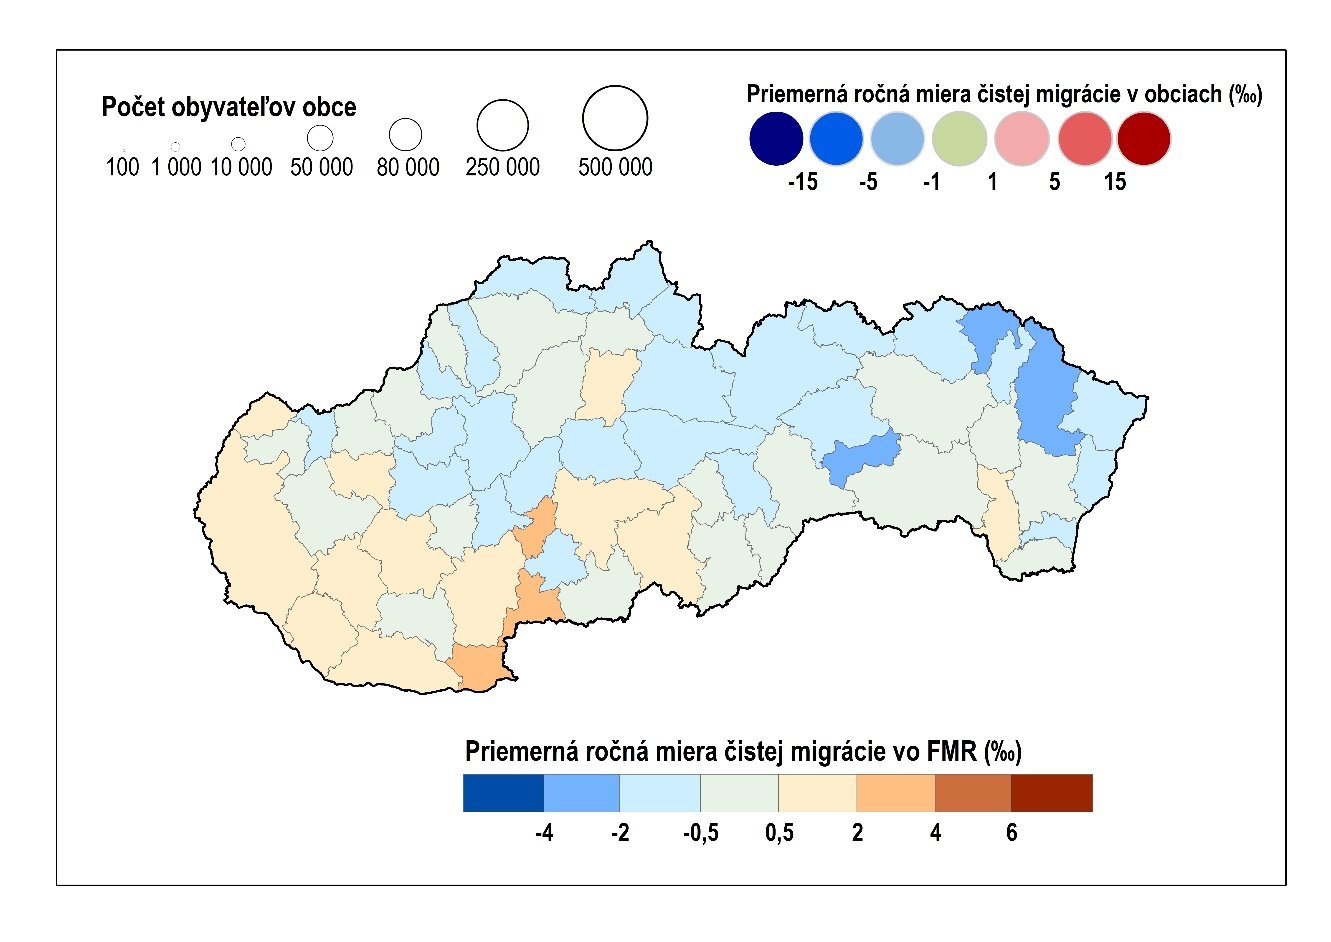 Počet obyvateľov obce
100 1 000 10 000 50 000 80 000 250 000 500 000
Priemerná ročná miera čistej migrácie v obciach (‰)
-15 -5 -1 1 5 15
Priemerná ročná miera čistej migrácie vo FMR (‰)
-4 -2 -0,5 0,5 2 4 6